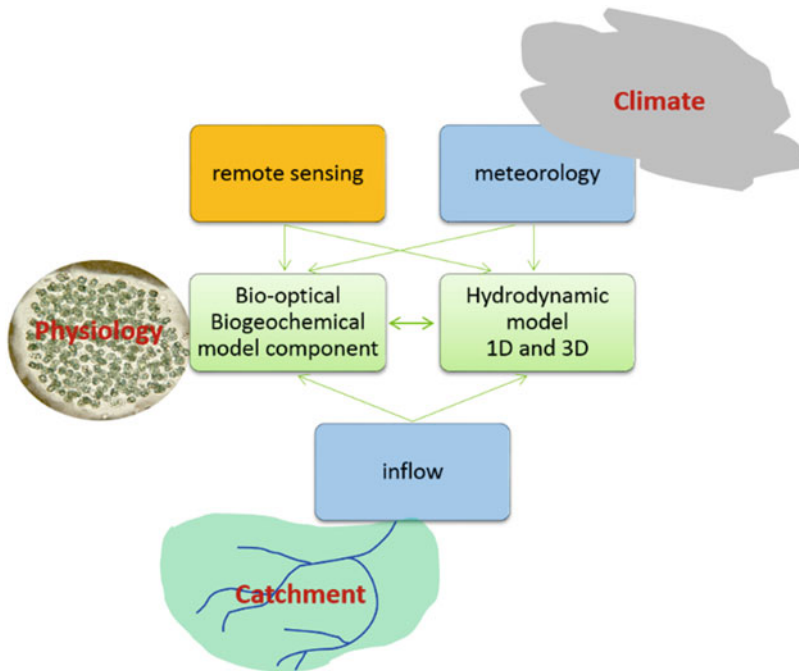 Climate
remote sensing
meteorology
Physiology
Bio-optical
Biogeochemical
model component
Hydrodynamic
model
1D and 3D
inflow
Catchment